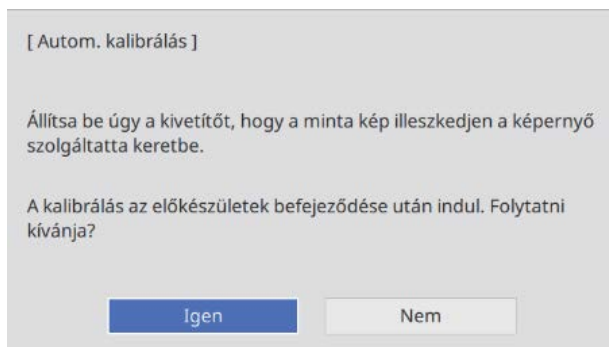 [ Autom. kalibrálás ]
Állítsa be úgy a kivetítőt, hogy a minta kép illeszkedjen a képernyő
szolgáltatta keretbe.
A kalibrálás az előkészületek befejeződése után indul. Folytatni
kívánja?
Igen
Nem